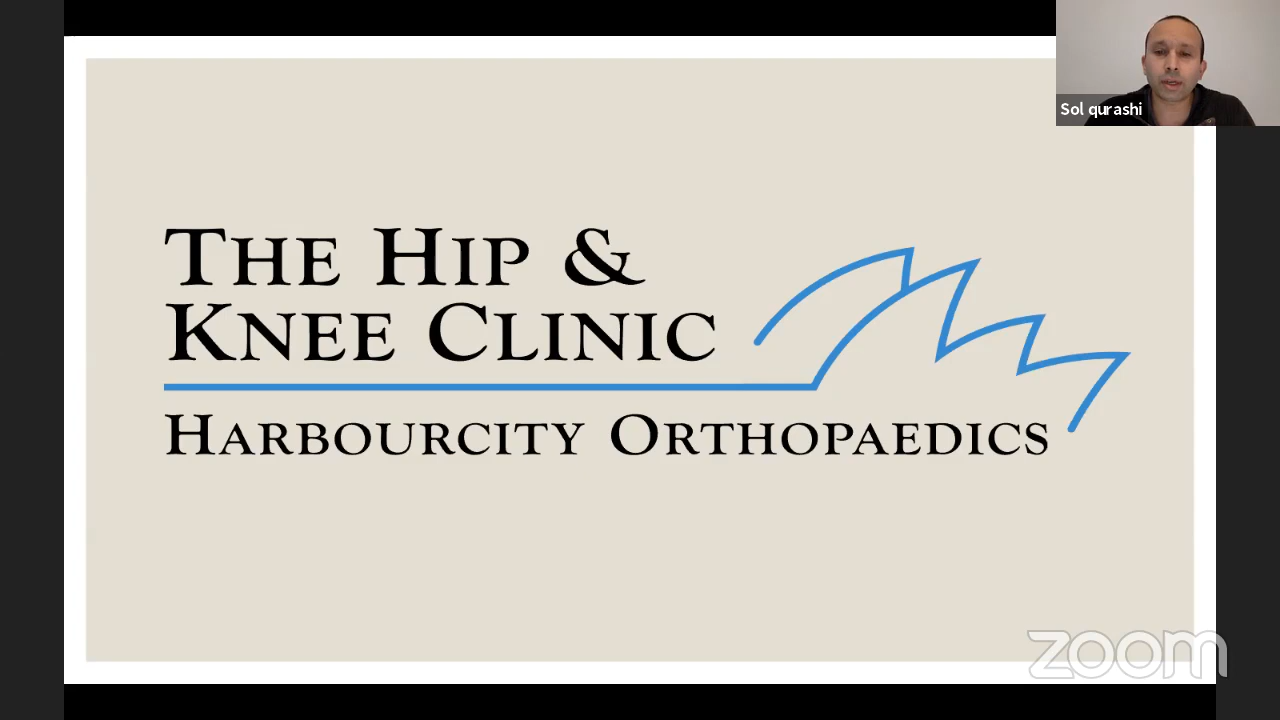 Sol qurashi
THE HIP &
KNEE CLINIC
HARBOURCITY ORTHOPAEDICS
zoom